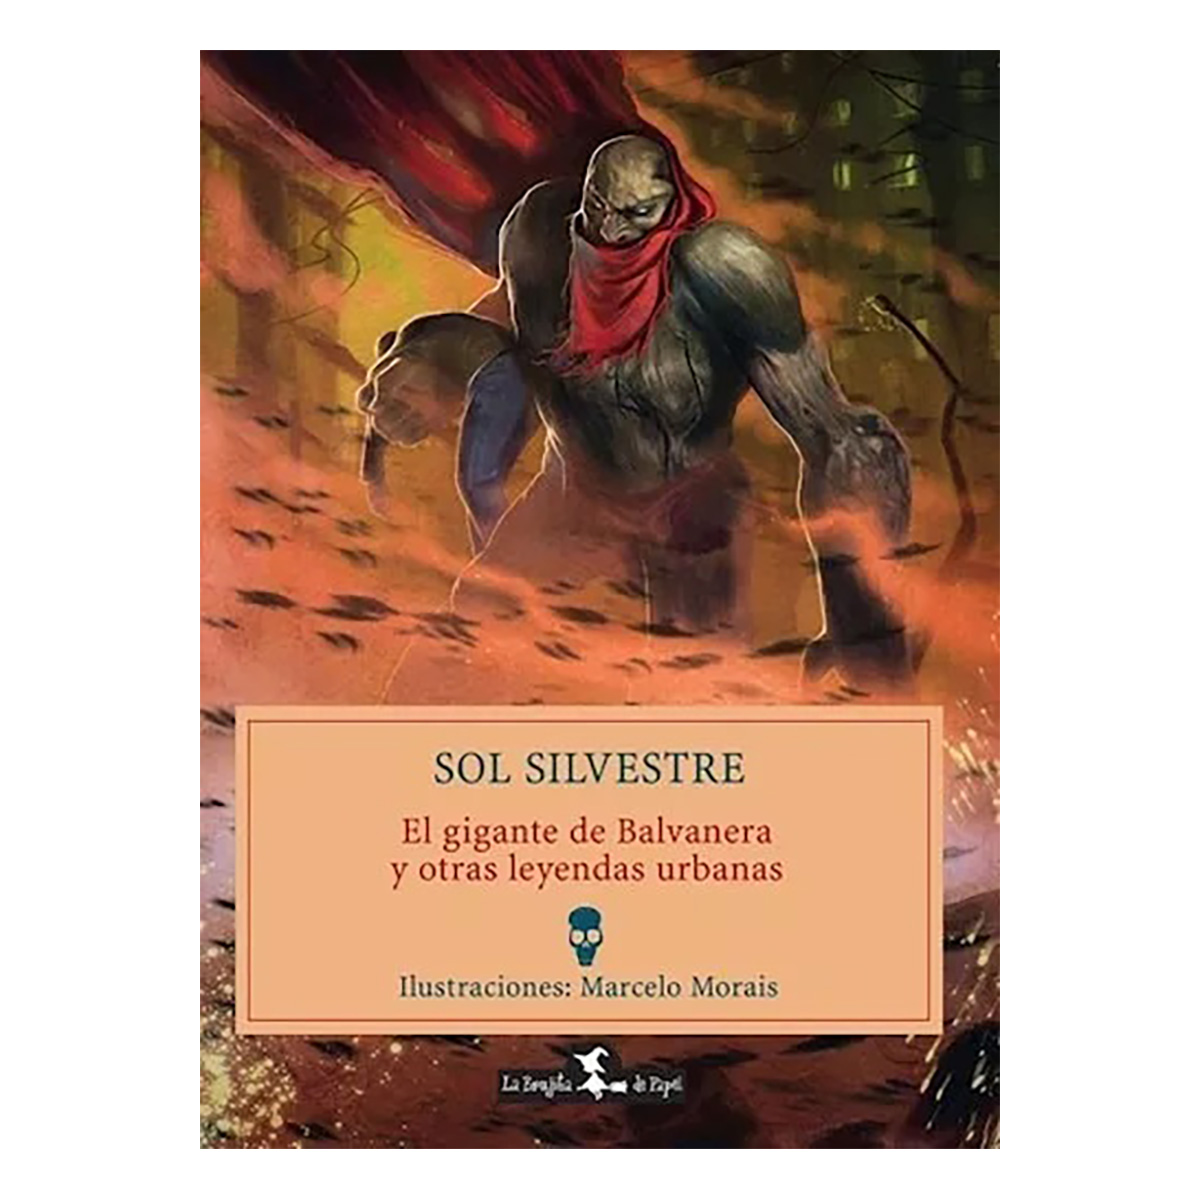 SOL SILVESTRE
El gigante de Balvanera
y otras leyendas urbanas
Ilustraciones: Marcelo Morais
La Brujita de Papel